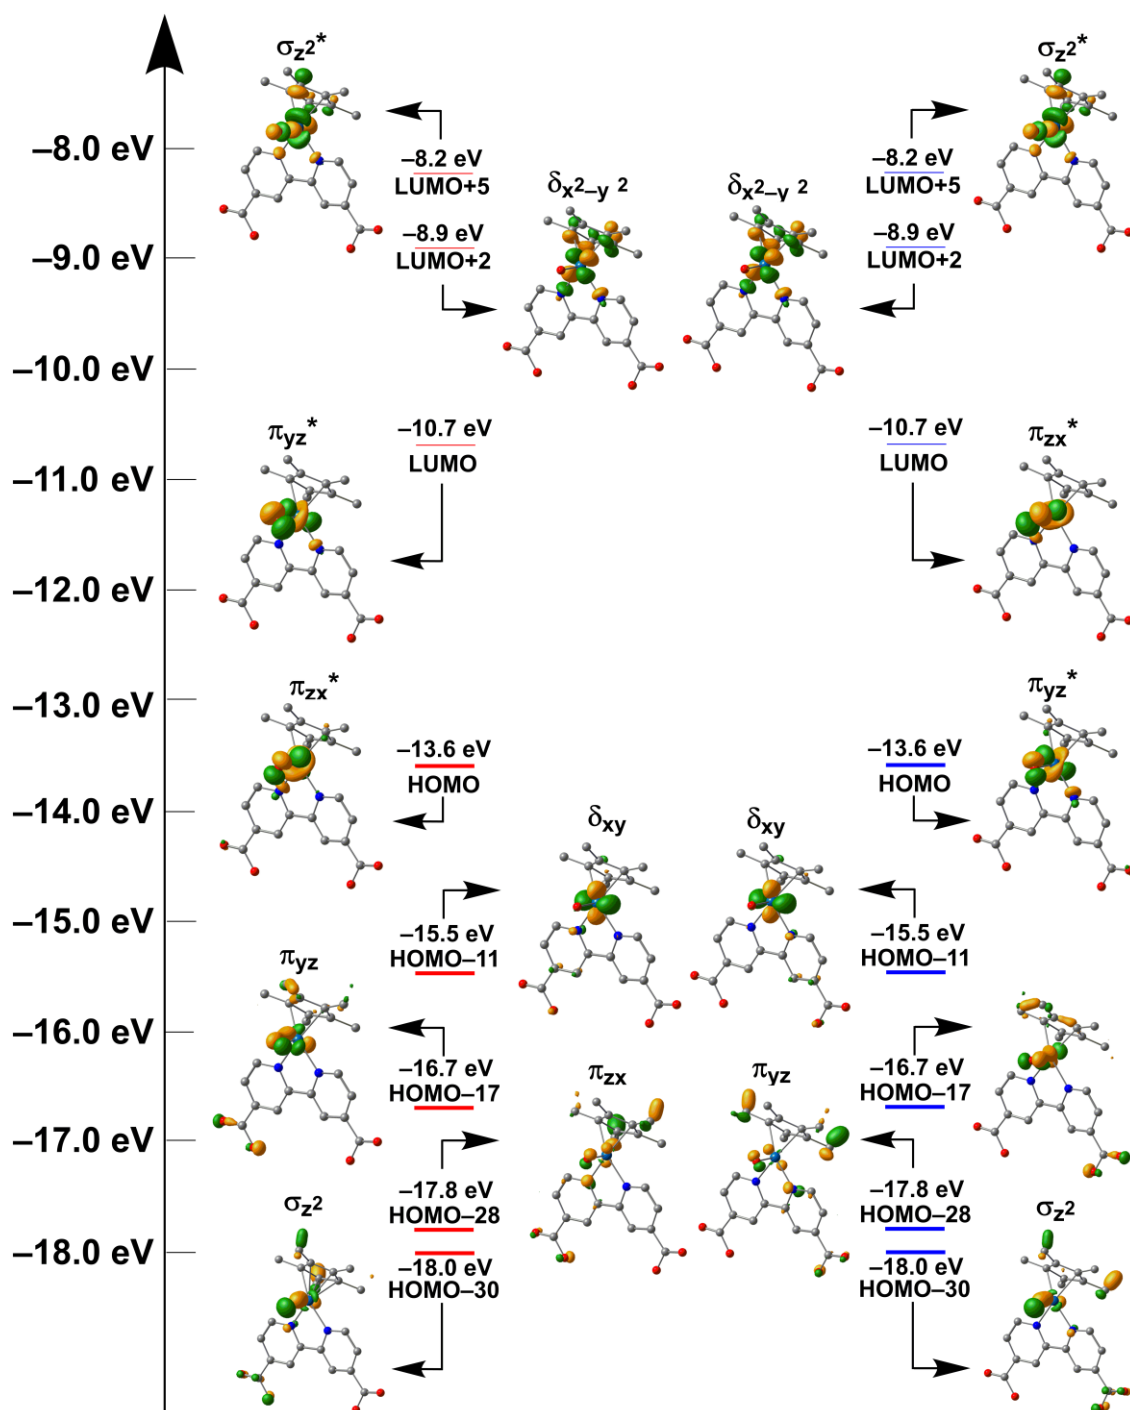 σz2* σz2*
–8.0 eV
–8.2 eV –8.2 eV
LUMO+5 LUMO+5
δx2–y 2 δx2–y 2
–8.9 eV –8.9 eV
–9.0 eV
LUMO+2 LUMO+2
–10.0 eV
πyz* –10.7 eV –10.7 eV πzx*
LUMO LUMO
–11.0 eV
–12.0 eV
πzx* πyz*
–13.0 eV
–13.6 eV –13.6 eV
HOMO HOMO
–14.0 eV
δxy δxy
–15.0 eV
–15.5 eV –15.5 eV
HOMO–11 HOMO–11
πyz
–16.0 eV
–16.7 eV –16.7 eV
πzx πyz
HOMO–17 HOMO–17
–17.0 eV
–17.8 eV –17.8 eV
σz2 σz2
HOMO–28 HOMO–28
–18.0 eV
–18.0 eV –18.0 eV
HOMO–30 HOMO–30